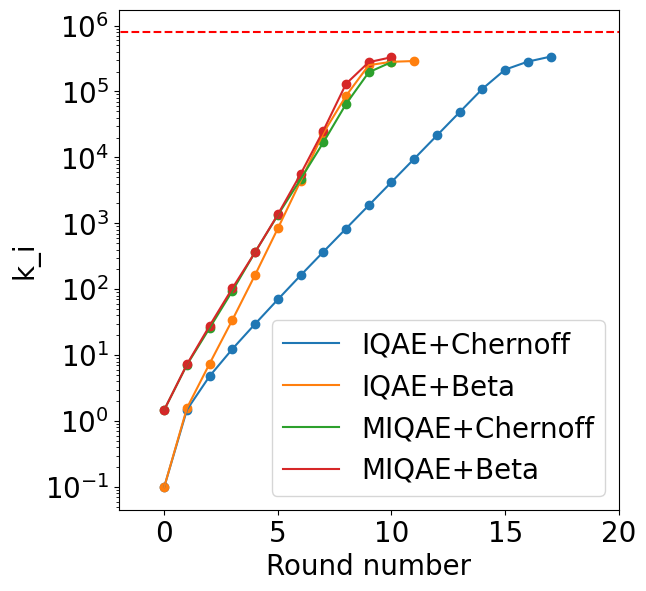 10^6
10^5
10^4
10^3
10^2
10^1
10^0
10^−1
k_i
IQAE+Chernoff
IQAE+Beta
MIQAE+Chernoff
MIQAE+Beta
0 5 10 15 20
Round number